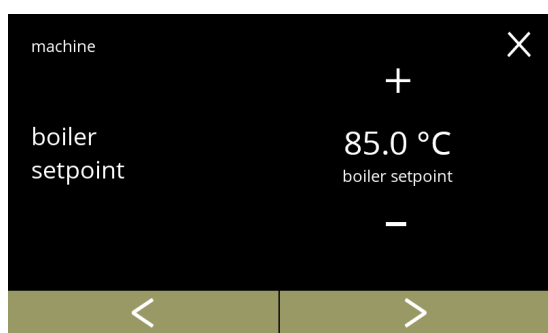 machine
boiler
setpoint
85.0 °C
boiler setpoint